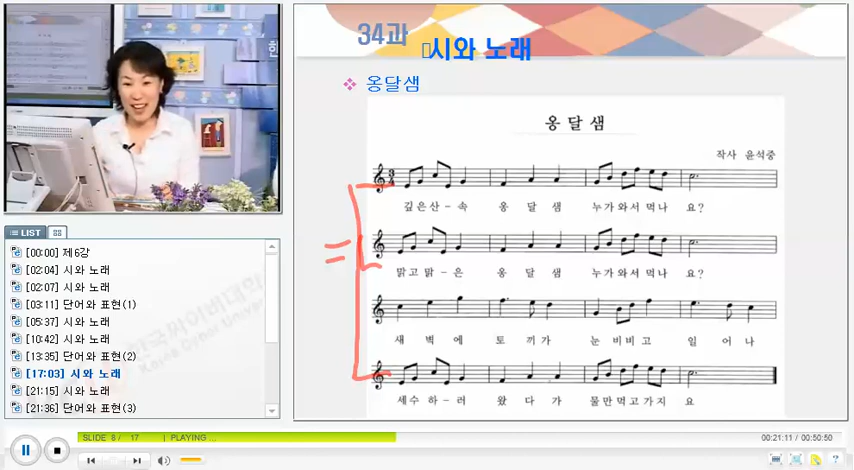 34과
시와 노래
옹달샘
옹 달 샘
작사 윤석중
깊은산-속 옹 달 샘 누가와서먹나 요?
맑고맑-은 옹 달 샘 누가와서먹나 요?
새 벽 에 토 끼가 눈 비비고 일 어 나
세수하-러 왔 다 가 물만먹고가지 요
LIST
[00:00] 제6강
[02:04] 시와 노래
[02:07] 시와 노래
[03:11] 단어와 표현(1)
[05:37] 시와 노래
[10:42] 시와 노래
[13:35] 단어와 표현(2)
[17:03] 시와 노래
[21:15] 시와 노래
[21:36] 단어와 표현(3)
SLIDE 8 / 17 | PLAYING ...
00:21:11 / 00:50:50